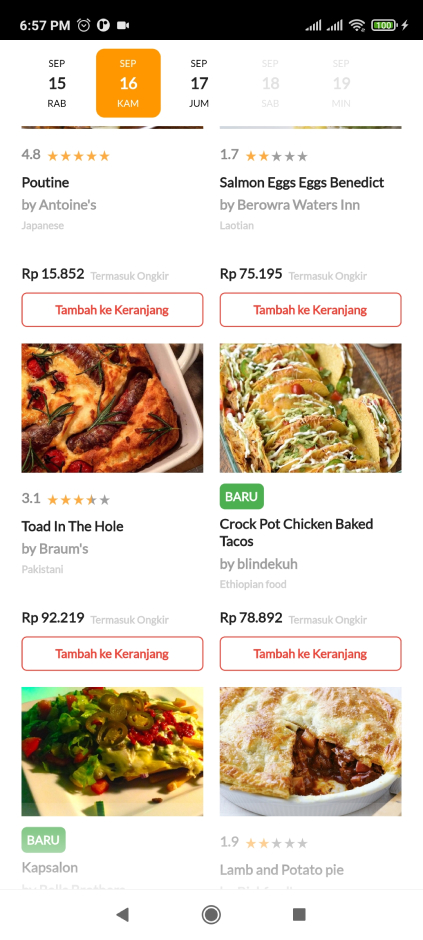 6:57 PM
100
SEP
15
RAB
SEP
16
KAM
SEP
17
JUM
SEP
18
SAB
SEP
19
MIN
4.8
Poutine
by Antoine's
Japanese
Rp 15.852 Termasuk Ongkir
Tambah ke Keranjang
1.7
Salmon Eggs Eggs Benedict
by Berowra Waters Inn
Laotian
Rp 75.195 Termasuk Ongkir
Tambah ke Keranjang
3.1
Toad In The Hole
by Braum's
Pakistani
Rp 92.219 Termasuk Ongkir
Tambah ke Keranjang
BARU
Crock Pot Chicken Baked
Tacos
by blindekuh
Ethiopian food
Rp 78.892 Termasuk Ongkir
Tambah ke Keranjang
BARU
Kapsalon
1.9
Lamb and Potato pie